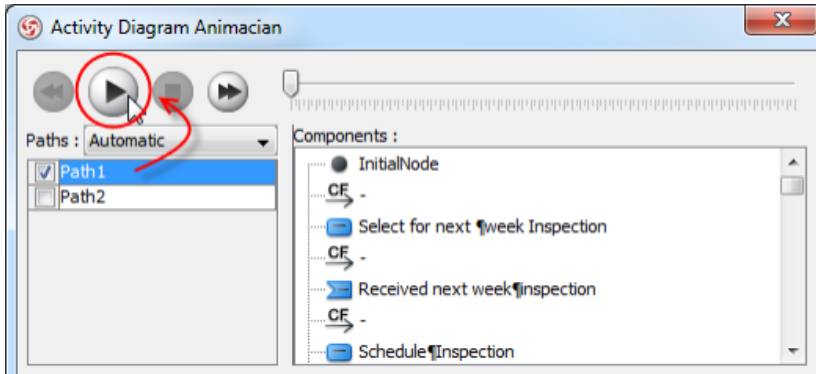 Activity Diagram Animacian
Paths : Automatic
Path1
Path2
Components :
InitialNode
CF -
Select for next ¶week Inspection
CF -
Received next week¶inspection
CF -
Schedule¶Inspection